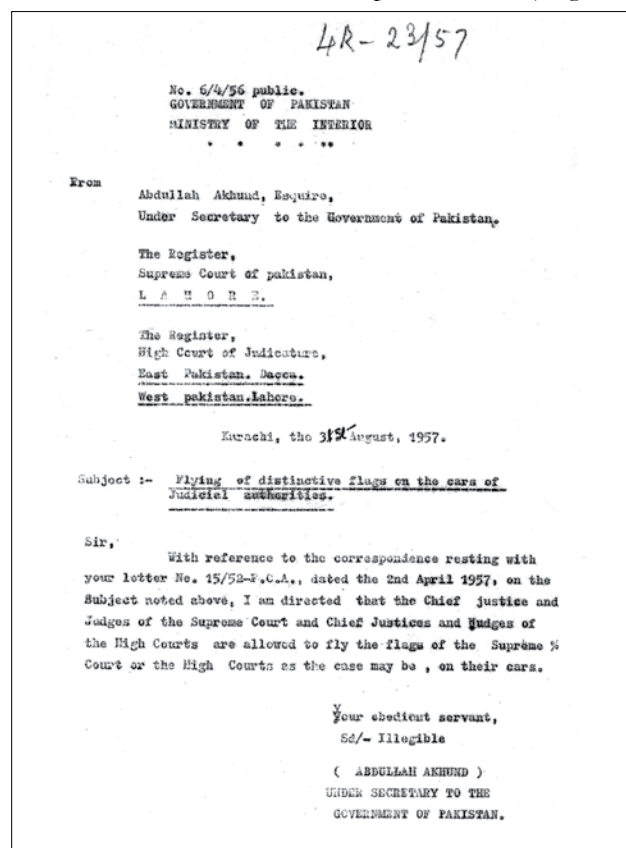 4R-23/57
No. 6/4/56 public.
GOVERNMENT OF PAKISTAN
MINISTRY OF THE INTERIOR
* * * * **
From
Abdullah Akhund, Esquire,
Under Secretary to the Government of Pakistan.
The Register,
Supreme Court of pakistan,
L A H O R E.
The Register,
High Court of Judicature,
East Pakistan. Dacca.
West pakistan.Lahore.
Karachi, the 31st August, 1957.
Subject :- Flying of distinctive flags on the cars of
Judicial authorities.
Sir,
With reference to the correspondence resting with
your letter No. 15/52-F.C.A., dated the 2nd April 1957, on the
Subject noted above, I am directed that the Chief justice and
Judges of the Supreme Court and Chief Justices and Judges of
the High Courts are allowed to fly the flags of the Supreme %
Court or the High Courts as the case may be , on their cars.
Your obedient servant,
Sd/- Illegible
( ABDULLAH AKHUND )
UNDER SECRETARY TO THE
GOVERNMENT OF PAKISTAN.